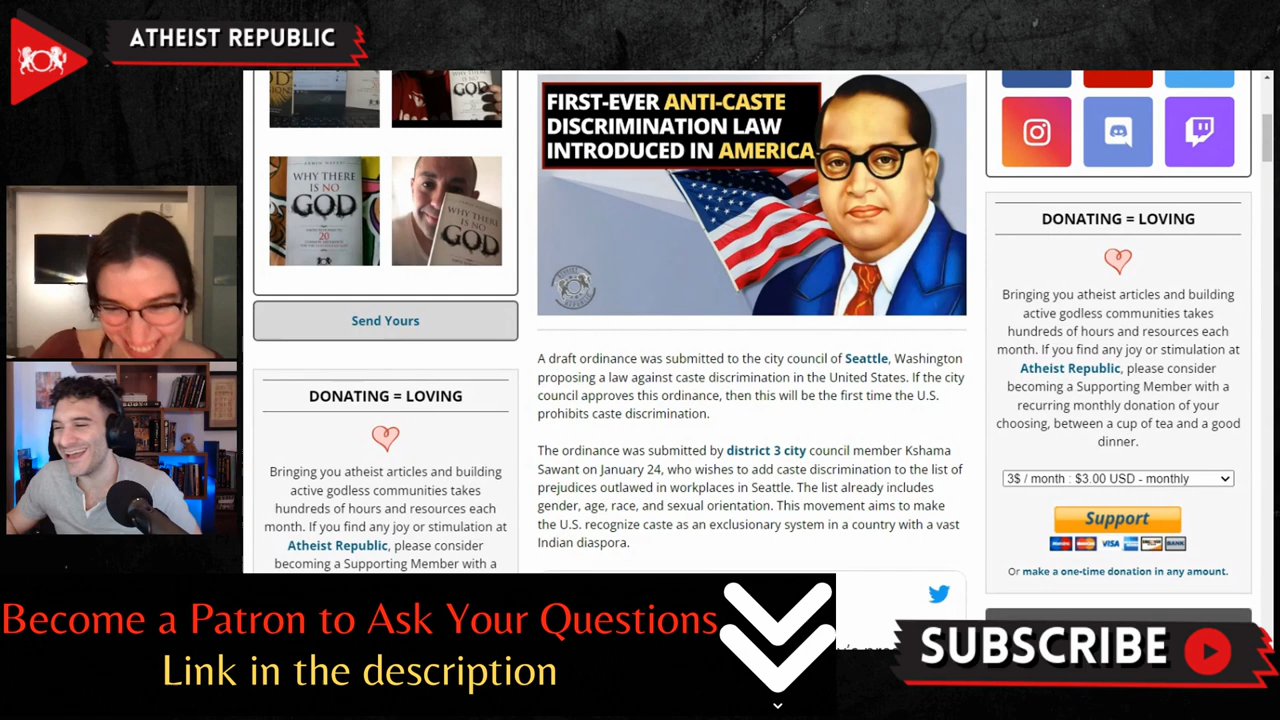 ATHEIST REPUBLIC
WHY THERE
IS NO
GOD
WHY THERE
IS NO
GOD
Send Yours
DONATING = LOVING
Bringing you atheist articles and building
active godless communities takes
hundreds of hours and resources each
month. If you find any joy or stimulation at
Atheist Republic, please consider
becoming a Supporting Member with a
FIRST-EVER ANTI-CASTE
DISCRIMINATION LAW
INTRODUCED IN AMERICA
A draft ordinance was submitted to the city council of Seattle, Washington
proposing a law against caste discrimination in the United States. If the city
council approves this ordinance, then this will be the first time the U.S.
prohibits caste discrimination.
The ordinance was submitted by district 3 city council member Kshama
Sawant on January 24, who wishes to add caste discrimination to the list of
prejudices outlawed in workplaces in Seattle. The list already includes
gender, age, race, and sexual orientation. This movement aims to make
the U.S. recognize caste as an exclusionary system in a country with a vast
Indian diaspora.
DONATING = LOVING
Bringing you atheist articles and building
active godless communities takes
hundreds of hours and resources each
month. If you find any joy or stimulation at
Atheist Republic, please consider
becoming a Supporting Member with a
recurring monthly donation of your
choosing, between a cup of tea and a good
dinner.
3$ / month : $3.00 USD - monthly
Support
VISA
BANK
Or make a one-time donation in any amount.
Become a Patron to Ask Your Questions
Link in the description
SUBSCRIBE